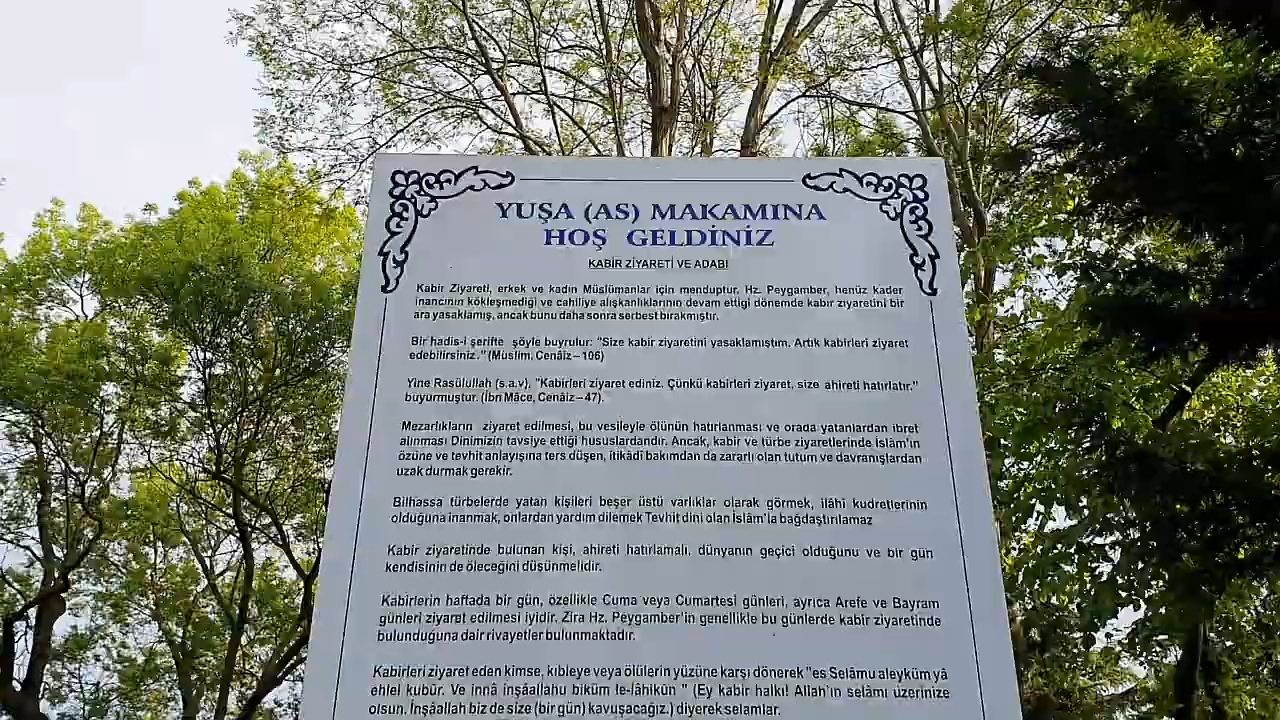 YUŞA (AS) MAKAMINA
HOŞ GELDİNİZ
KABİR ZİYARETİ VE ADABI
Kabir Ziyareti, erkek ve kadın Müslümanlar için menduptur. Hz. Peygamber, henüz kader
inancının kökleşmediği ve cahiliye alışkanlıklarının devam ettiği dönemde kabir ziyaretini bir
ara yasaklamış, ancak bunu daha sonra serbest bırakmıştır.
Bir hadis-i şerifte şöyle buyrulur: "Size kabir ziyaretini yasaklamıştım. Artık kabirleri ziyaret
edebilirsiniz." (Müslim, Cenâiz – 106)
Yine Rasülullah (s.a.v), "Kabirleri ziyaret ediniz. Çünkü kabirleri ziyaret, size ahireti hatırlatır."
buyurmuştur. (İbn Mâce, Cenâiz – 47).
Mezarlıkların ziyaret edilmesi, bu vesileyle ölünün hatırlanması ve orada yatanlardan ibret
alınması Dinimizin tavsiye ettiği hususlardandır. Ancak, kabir ve türbe ziyaretlerinde İslâm'ın
özüne ve tevhit anlayışına ters düşen, itikâdî bakımdan da zararlı olan tutum ve davranışlardan
uzak durmak gerekir.
Bilhassa türbelerde yatan kişileri beşer üstü varlıklar olarak görmek, ilâhi kudretlerinin
olduğuna inanmak, onlardan yardım dilemek Tevhit dini olan İslâm'la bağdaştırılamaz
Kabir ziyaretinde bulunan kişi, ahireti hatırlamalı, dünyanın geçici olduğunu ve bir gün
kendisinin de öleceğini düşünmelidir.
Kabirlerin haftada bir gün, özellikle Cuma veya Cumartesi günleri, ayrıca Arefe ve Bayram
günleri ziyaret edilmesi iyidir. Zira Hz. Peygamber'in genellikle bu günlerde kabir ziyaretinde
bulunduğuna dair rivayetler bulunmaktadır.
Kabirleri ziyaret eden kimse, kıbleye veya ölülerin yüzüne karşı dönerek "es Selâmu aleyküm yâ
ehlel kubûr. Ve innâ inşâallahu biküm le-lâhikün " (Ey kabir halkı! Allah'ın selâmı üzerinize
olsun. İnşâallah biz de size (bir gün) kavuşacağız.) diyerek selamlar.